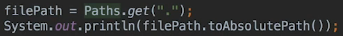 filePath = Paths.get(".");
System.out.println(filePath.toAbsolutePath());